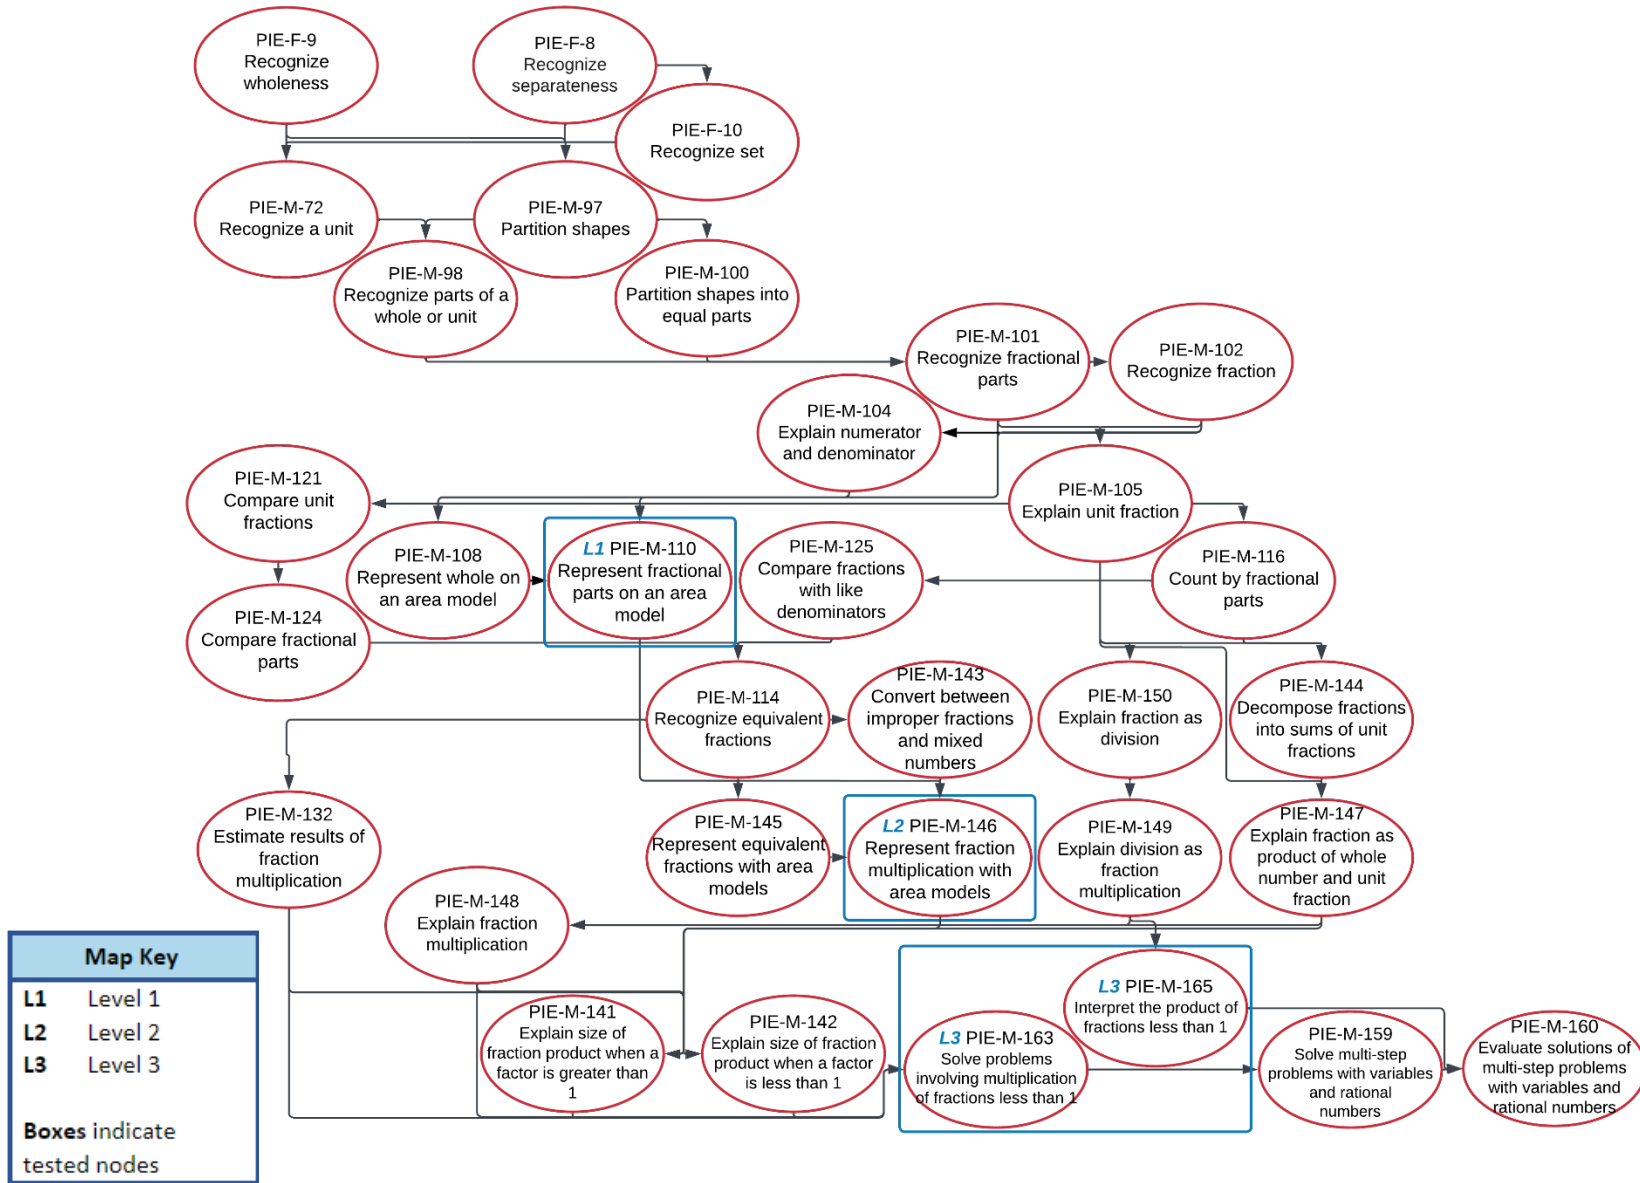 PIE-F-9
Recognize
wholeness
PIE-F-8
Recognize
separateness
PIE-F-10
Recognize set
PIE-M-72
Recognize a unit
PIE-M-97
Partition shapes
PIE-M-98
Recognize parts of a
whole or unit
PIE-M-100
Partition shapes into
equal parts
PIE-M-101
Recognize fractional
parts
PIE-M-102
Recognize fraction
PIE-M-104
Explain numerator
and denominator
PIE-M-121
Compare unit
fractions
PIE-M-105
Explain unit fraction
PIE-M-108
Represent whole on
an area model
L1 PIE-M-110
Represent fractional
parts on an area
model
PIE-M-125
Compare fractions
with like
denominators
PIE-M-116
Count by fractional
parts
PIE-M-124
Compare fractional
parts
PIE-M-114
Recognize equivalent
fractions
PIE-M-143
Convert between
improper fractions
and mixed
numbers
PIE-M-150
Explain fraction as
division
PIE-M-144
Decompose fractions
into sums of unit
fractions
PIE-M-132
Estimate results of
fraction
multiplication
PIE-M-145
Represent equivalent
fractions with area
models
L2 PIE-M-146
Represent fraction
multiplication with
area models
PIE-M-149
Explain division as
fraction
multiplication
PIE-M-147
Explain fraction as
product of whole
number and unit
fraction
PIE-M-148
Explain fraction
multiplication
L3 PIE-M-165
Interpret the product of
fractions less than 1
PIE-M-141
Explain size of
fraction product when a
factor is greater than
1
PIE-M-142
Explain size of fraction
product when a factor
is less than 1
L3 PIE-M-163
Solve problems
involving multiplication
of fractions less than 1
PIE-M-159
Solve multi-step
problems with variables
and rational
numbers
PIE-M-160
Evaluate solutions of
multi-step problems
with variables and
rational numbers
Map Key
L1 Level 1
L2 Level 2
L3 Level 3
Boxes indicate
tested nodes